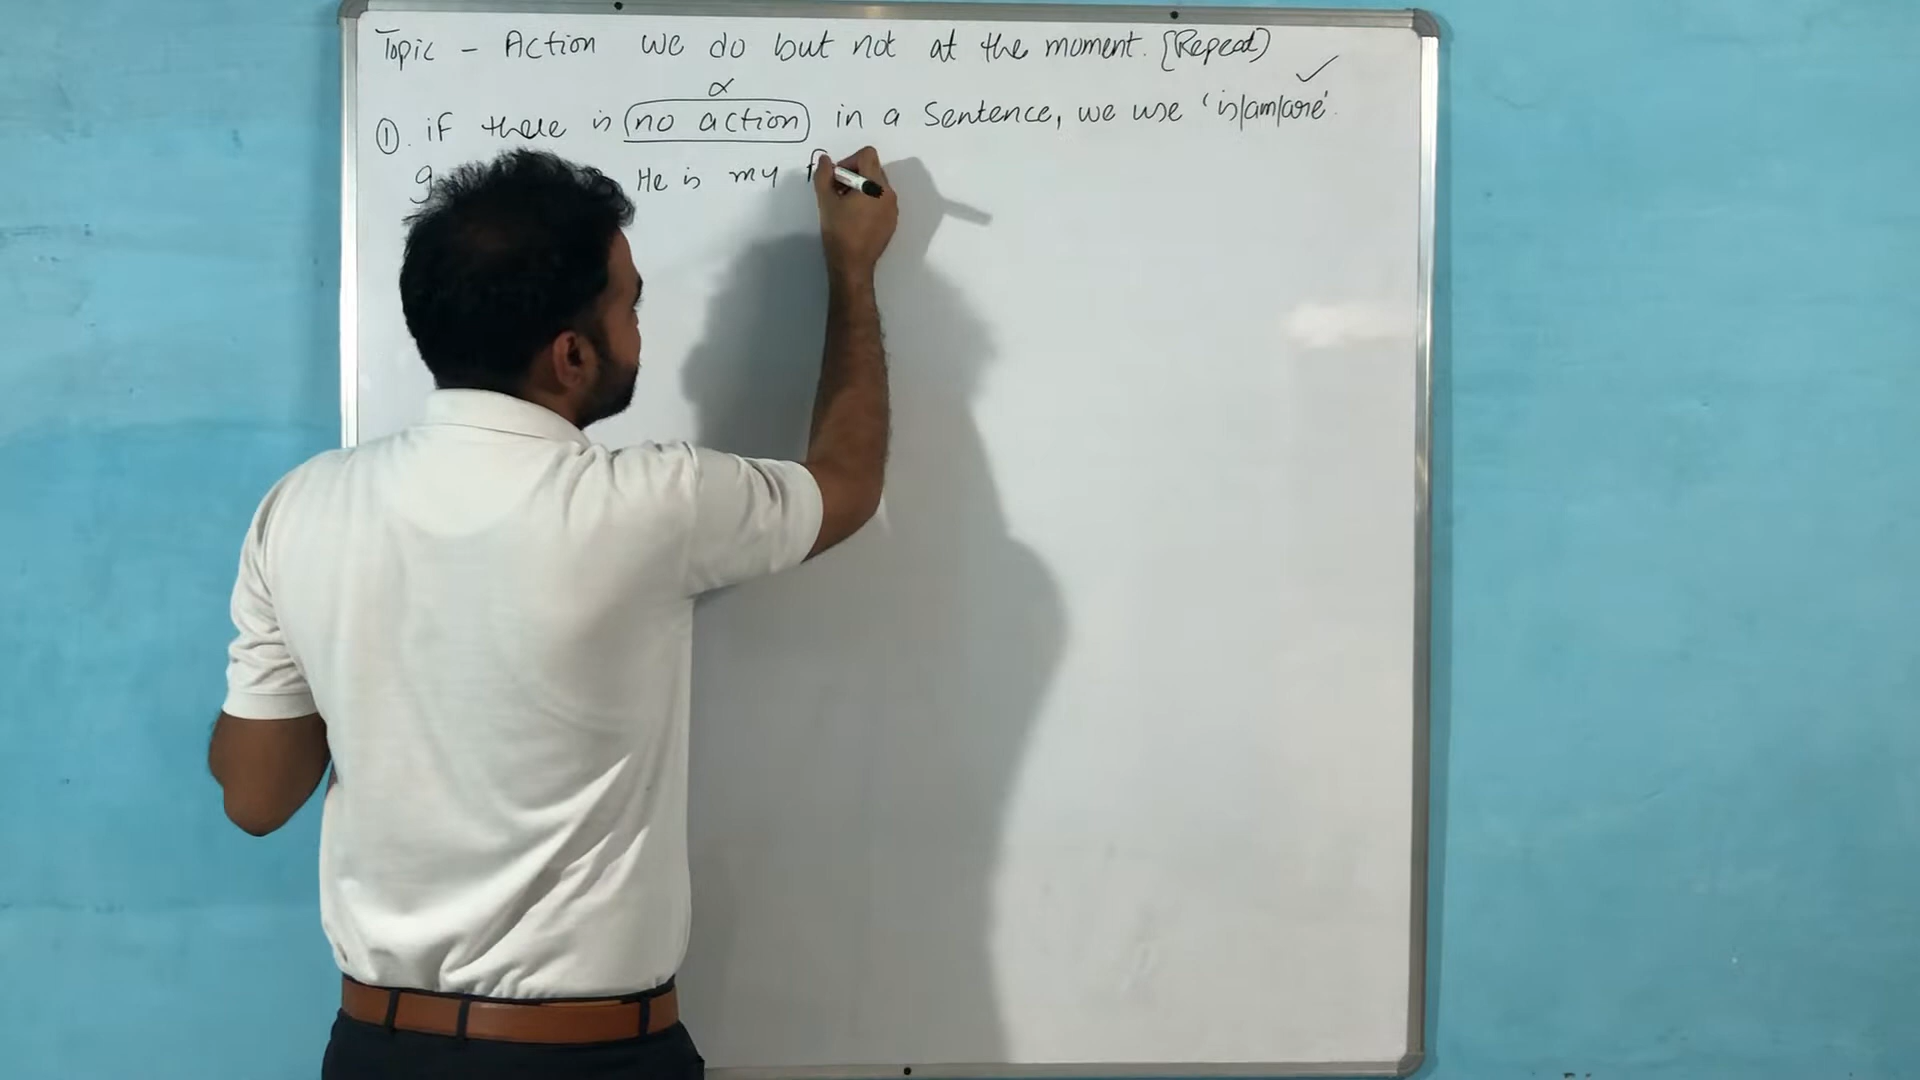 Topic - Action we do but not at the moment. [Repeat)
① . if there is no action in a Sentence, we use 'is/am/are'.
He is my